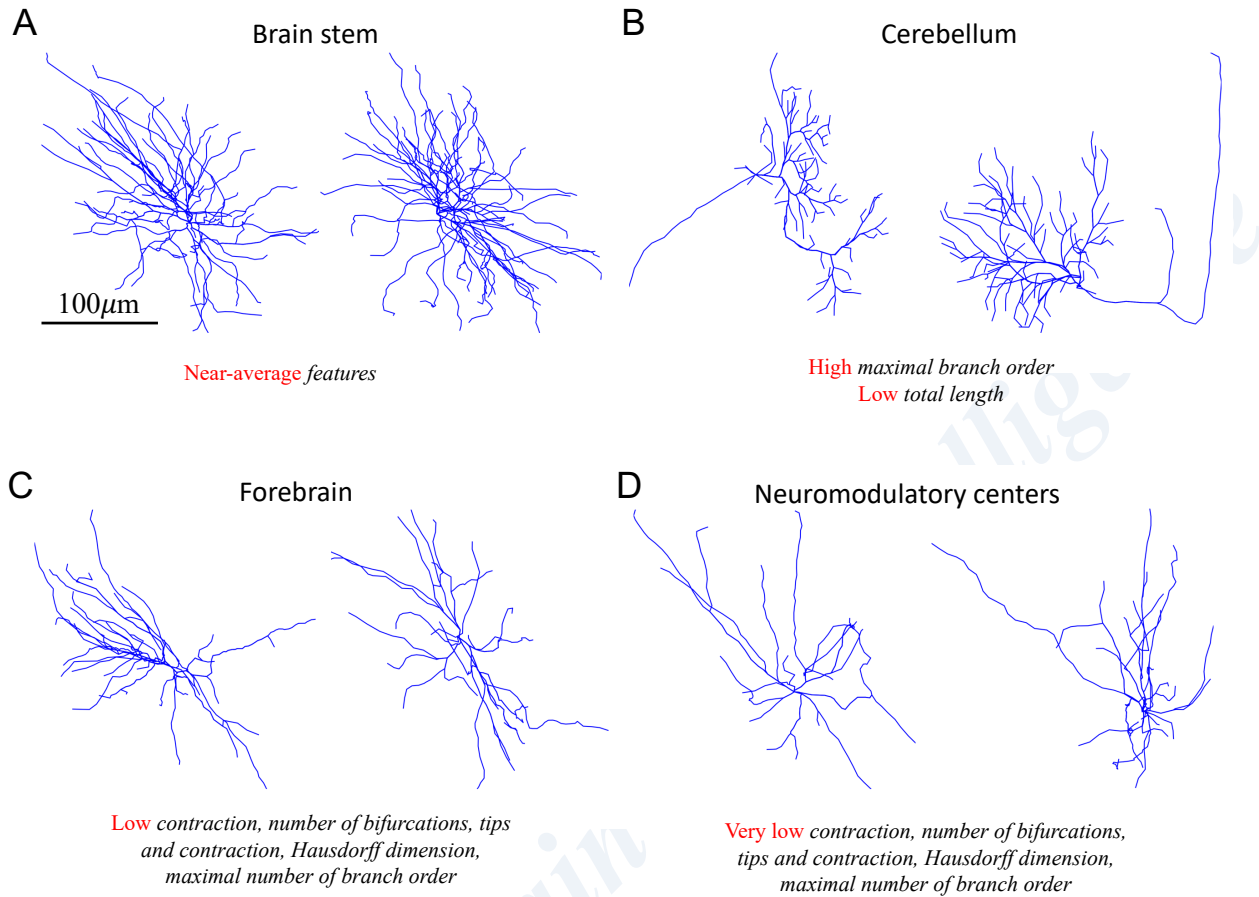 A
Brain stem
B
Cerebellum
100μm
Near-average features
High maximal branch order
Low total length
C
Forebrain
D
Neuromodulatory centers
Low contraction, number of bifurcations, tips
and contraction, Hausdorff dimension,
maximal number of branch order
Very low contraction, number of bifurcations,
tips and contraction, Hausdorff dimension,
maximal number of branch order